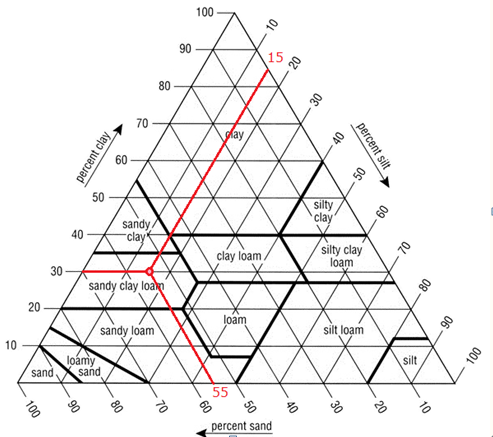 100
10
90
15
20
80
30
70
clay
40
percent clay
percent silt
60
50
50
silty
clay
60
sandy
clay
40
clay loam
silty clay
loam
70
30
sandy clay loam
80
20
sandy loam
loam
silt loam
90
10
loamy
sand
sand
silt
100
100
90
80
70
60
55
50
40
30
20
10
percent sand